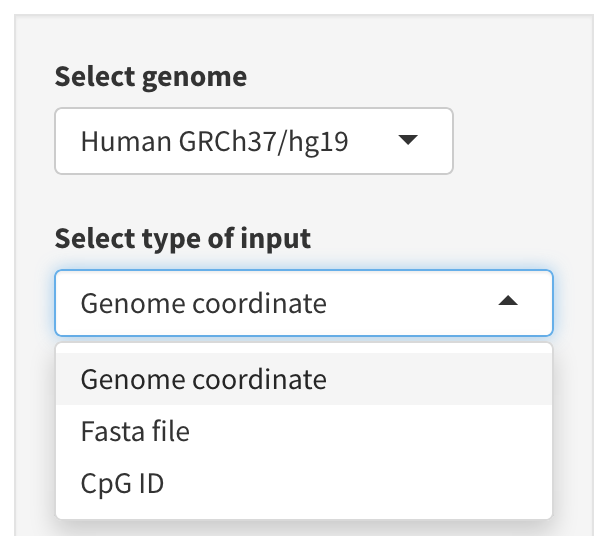 Select genome
Human GRCh37/hg19
Select type of input
Genome coordinate
Genome coordinate
Fasta file
CpG ID